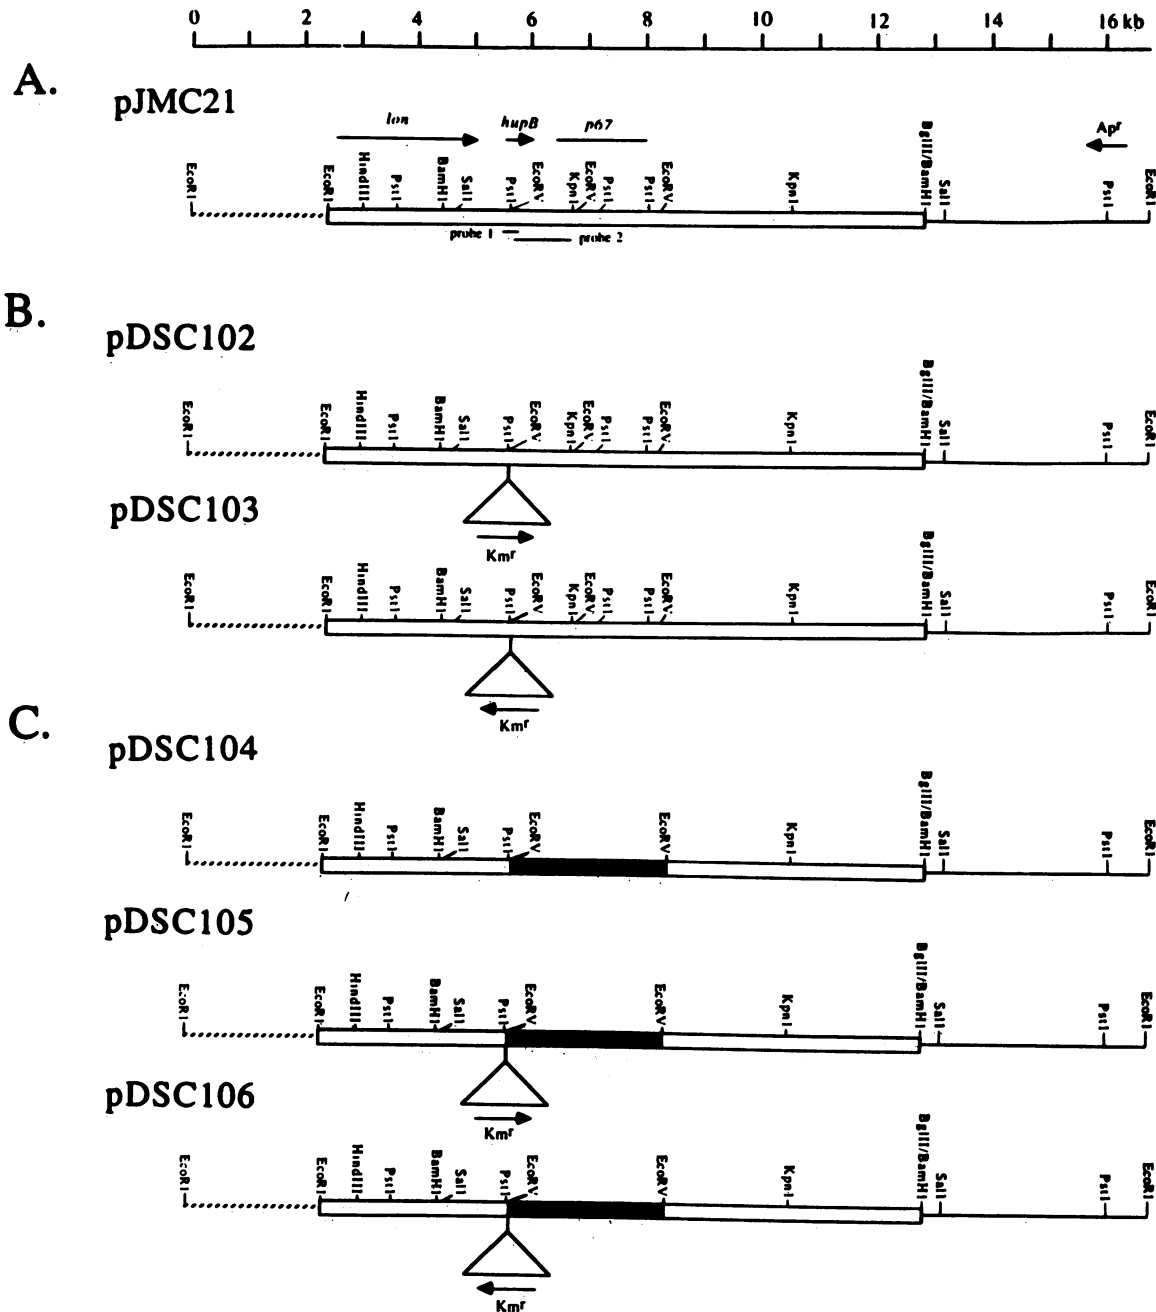 0 2 4 6 8 10 12 14 16 kb
A.
pJMC21
lon hupB p67 Apr
EcoRI EcoRI HindIII PstI BamHI SalI PstI EcoRV KpnI EcoRV PstI PstI EcoRV KpnI BglII/BamHI SalI PstI EcoRI
probe 1 probe 2
B.
pDSC102
EcoRI EcoRI HindIII PstI BamHI SalI PstI EcoRV KpnI EcoRV PstI PstI EcoRV KpnI BglII/BamHI SalI PstI EcoRI
Kmr
pDSC103
EcoRI EcoRI HindIII PstI BamHI SalI PstI EcoRV KpnI EcoRV PstI PstI EcoRV KpnI BglII/BamHI SalI PstI EcoRI
Kmr
C.
pDSC104
EcoRI EcoRI HindIII PstI BamHI SalI PstI EcoRV EcoRV KpnI BglII/BamHI SalI PstI EcoRI
pDSC105
EcoRI EcoRI HindIII PstI BamHI SalI PstI EcoRV EcoRV KpnI BglII/BamHI SalI PstI EcoRI
Kmr
pDSC106
EcoRI EcoRI HindIII PstI BamHI SalI PstI EcoRV EcoRV KpnI BglII/BamHI SalI PstI EcoRI
Kmr